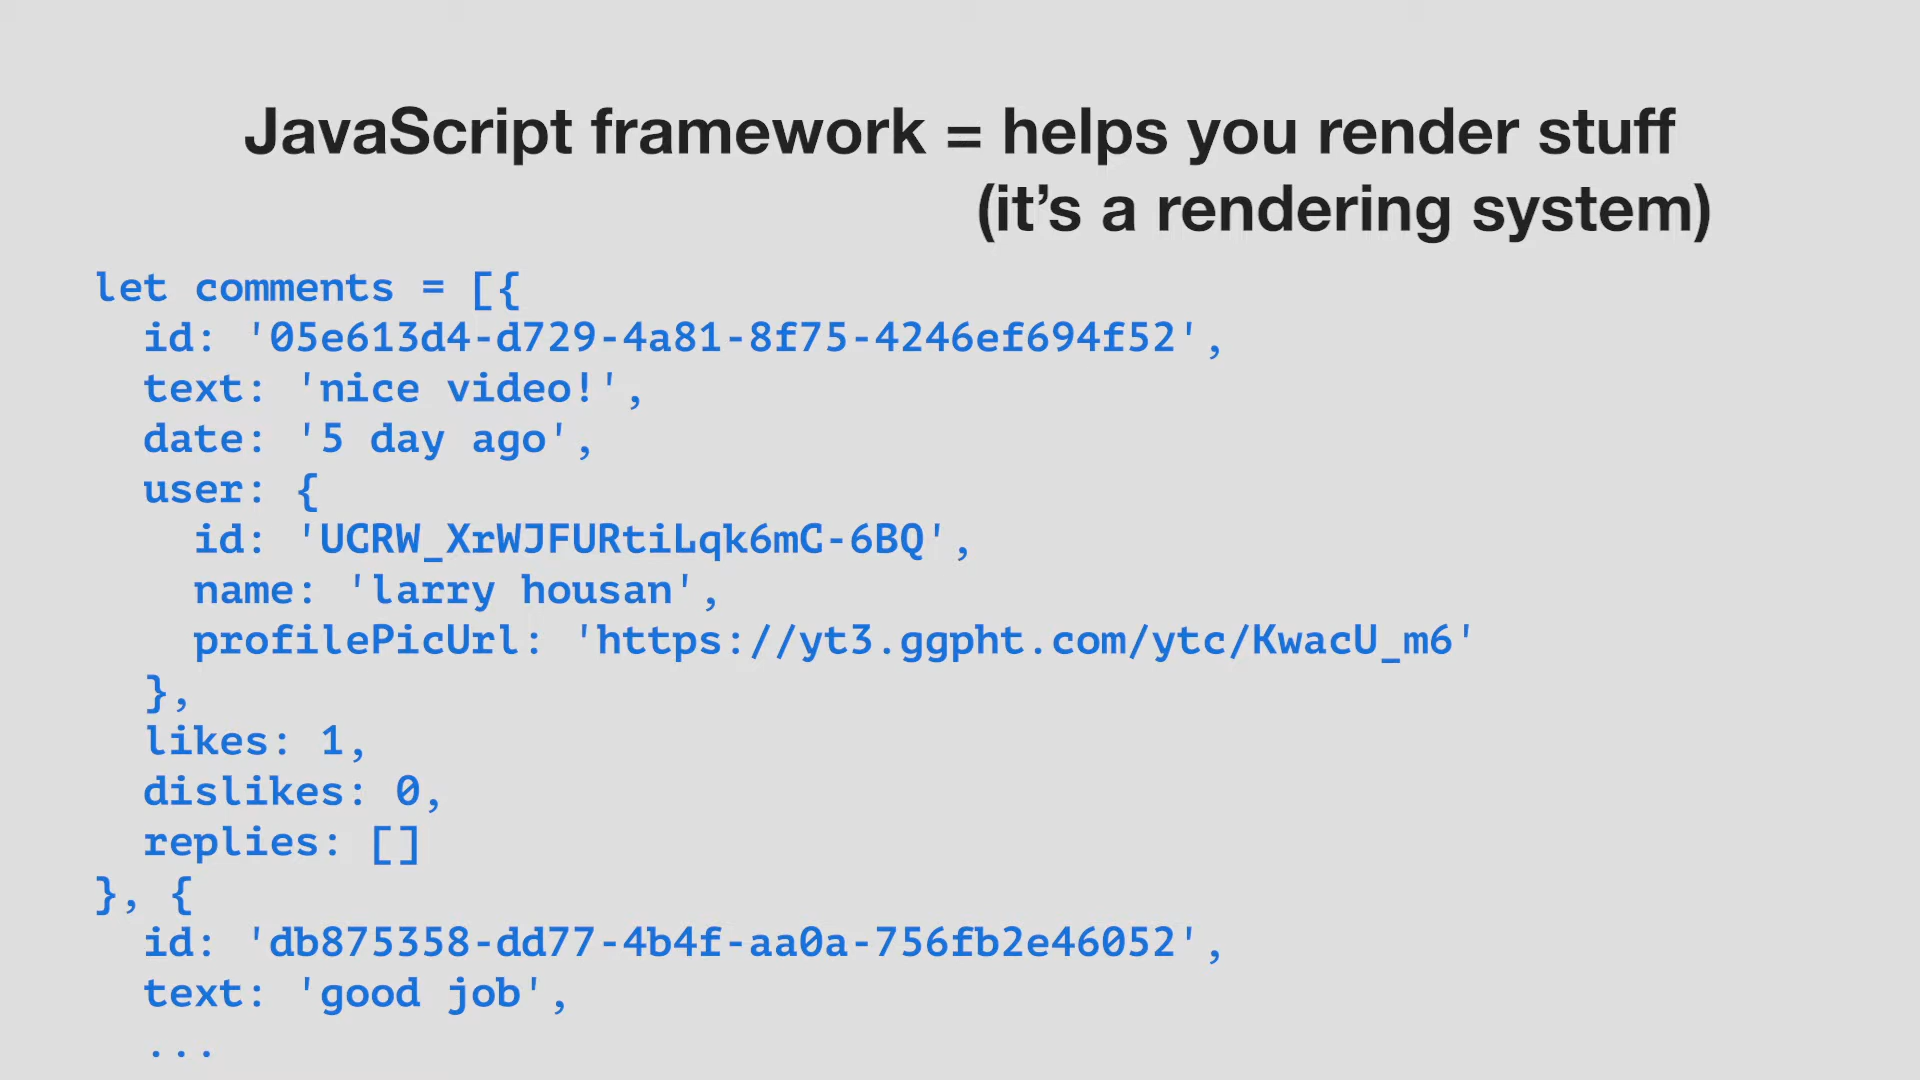 JavaScript framework = helps you render stuff
(it’s a rendering system)
let comments = [{
  id: '05e613d4-d729-4a81-8f75-4246ef694f52',
  text: 'nice video!',
  date: '5 day ago',
  user: {
    id: 'UCRW_XrWJFURtiLqk6mC-6BQ',
    name: 'larry housan',
    profilePicUrl: 'https://yt3.ggpht.com/ytc/KwacU_m6'
  },
  likes: 1,
  dislikes: 0,
  replies: []
}, {
  id: 'db875358-dd77-4b4f-aa0a-756fb2e46052',
  text: 'good job',
  ...